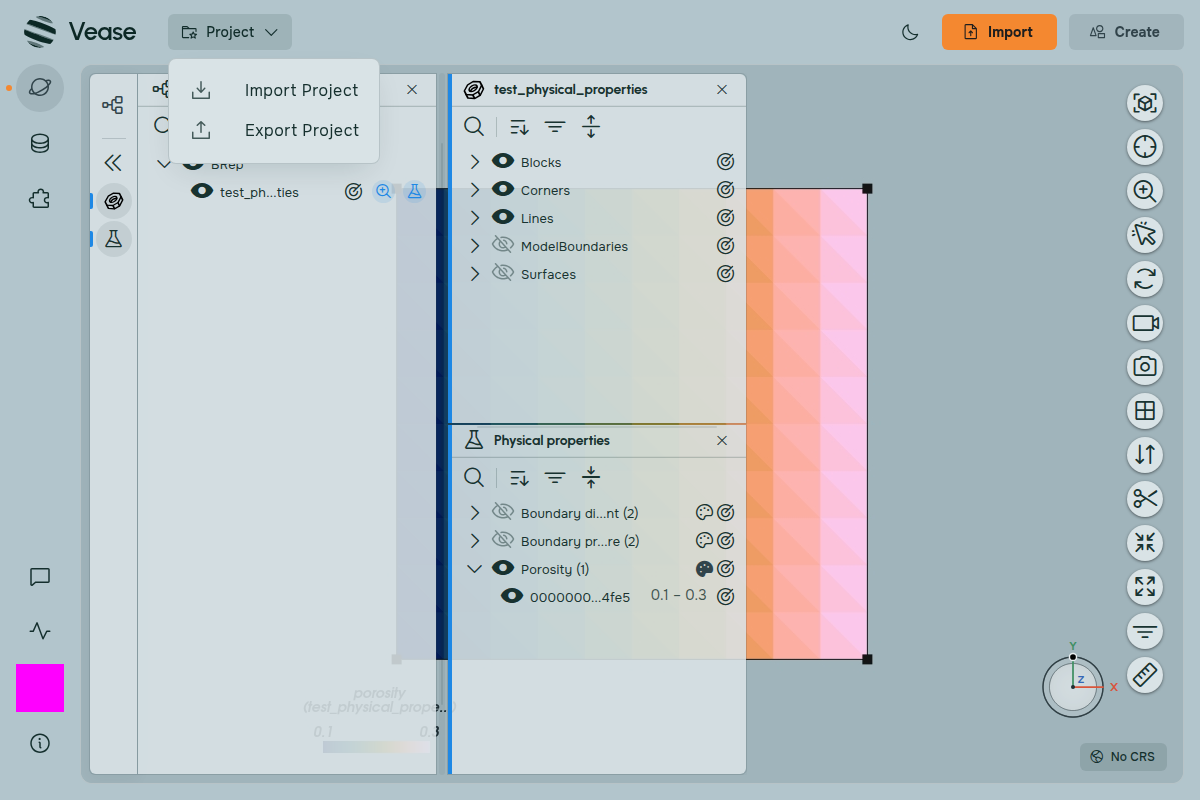 Vease
Project
Import
Create
Import Project
Export Project
BRep
test_ph...ties
test_physical_properties
Blocks
Corners
Lines
ModelBoundaries
Surfaces
Physical properties
Boundary di...nt (2)
Boundary pr...re (2)
Porosity (1)
0000000...4fe5
0.1 – 0.3
porosity
(test_physical_prope...)
0.1
0.3
Y
Z
X
No CRS